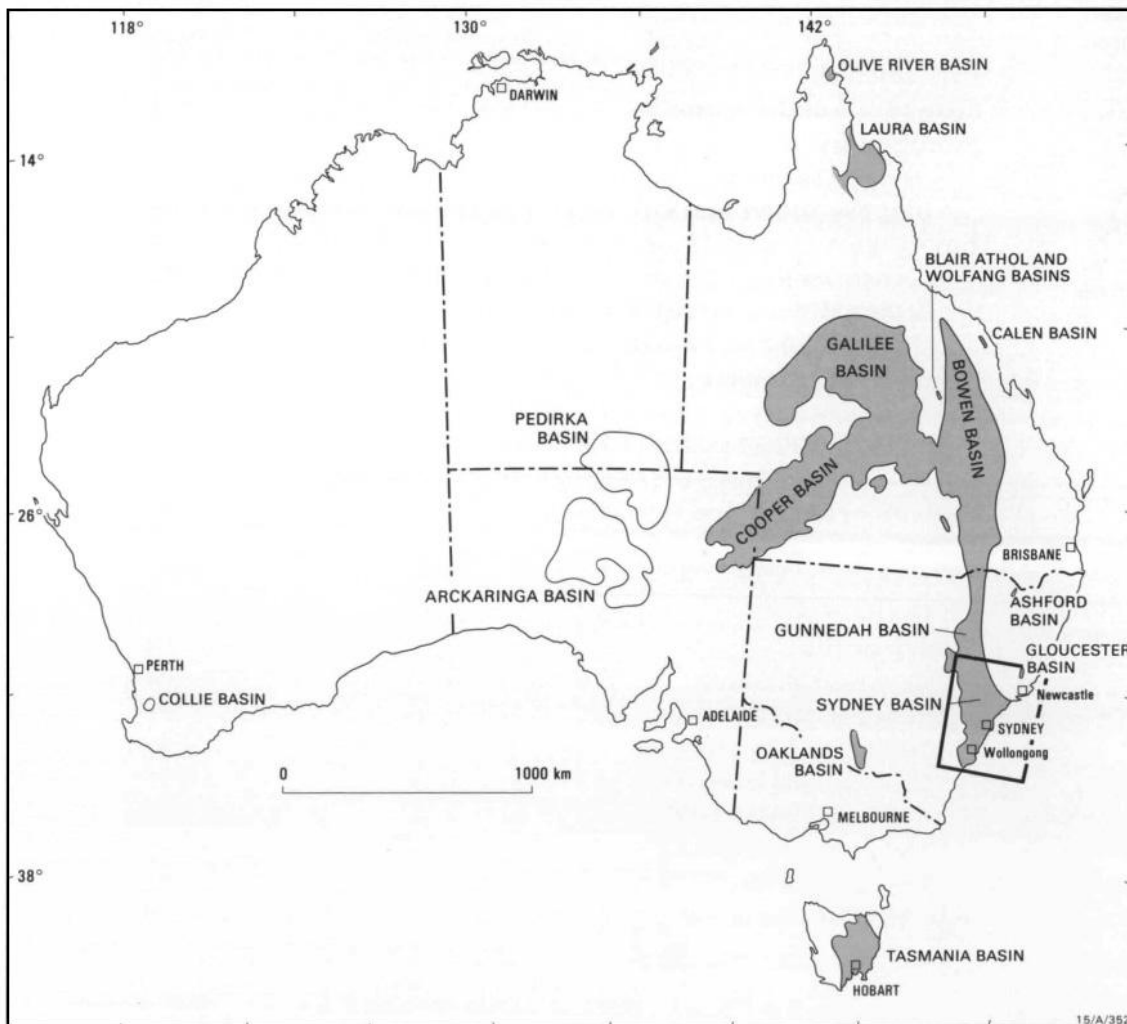 118°
130°
142°
OLIVE RIVER BASIN
DARWIN
LAURA BASIN
14°
BLAIR ATHOL AND
WOLFANG BASINS
CALEN BASIN
GALILEE
BASIN
BOWEN BASIN
PEDIRKA
BASIN
COOPER BASIN
26°
BRISBANE
ARCKARINGA BASIN
ASHFORD
BASIN
GUNNEDAH BASIN
GLOUCESTER
BASIN
PERTH
Newcastle
COLLIE BASIN
SYDNEY BASIN
ADELAIDE
SYDNEY
Wollongong
OAKLANDS
BASIN
0
1000 km
MELBOURNE
38°
TASMANIA BASIN
HOBART
15/A/352